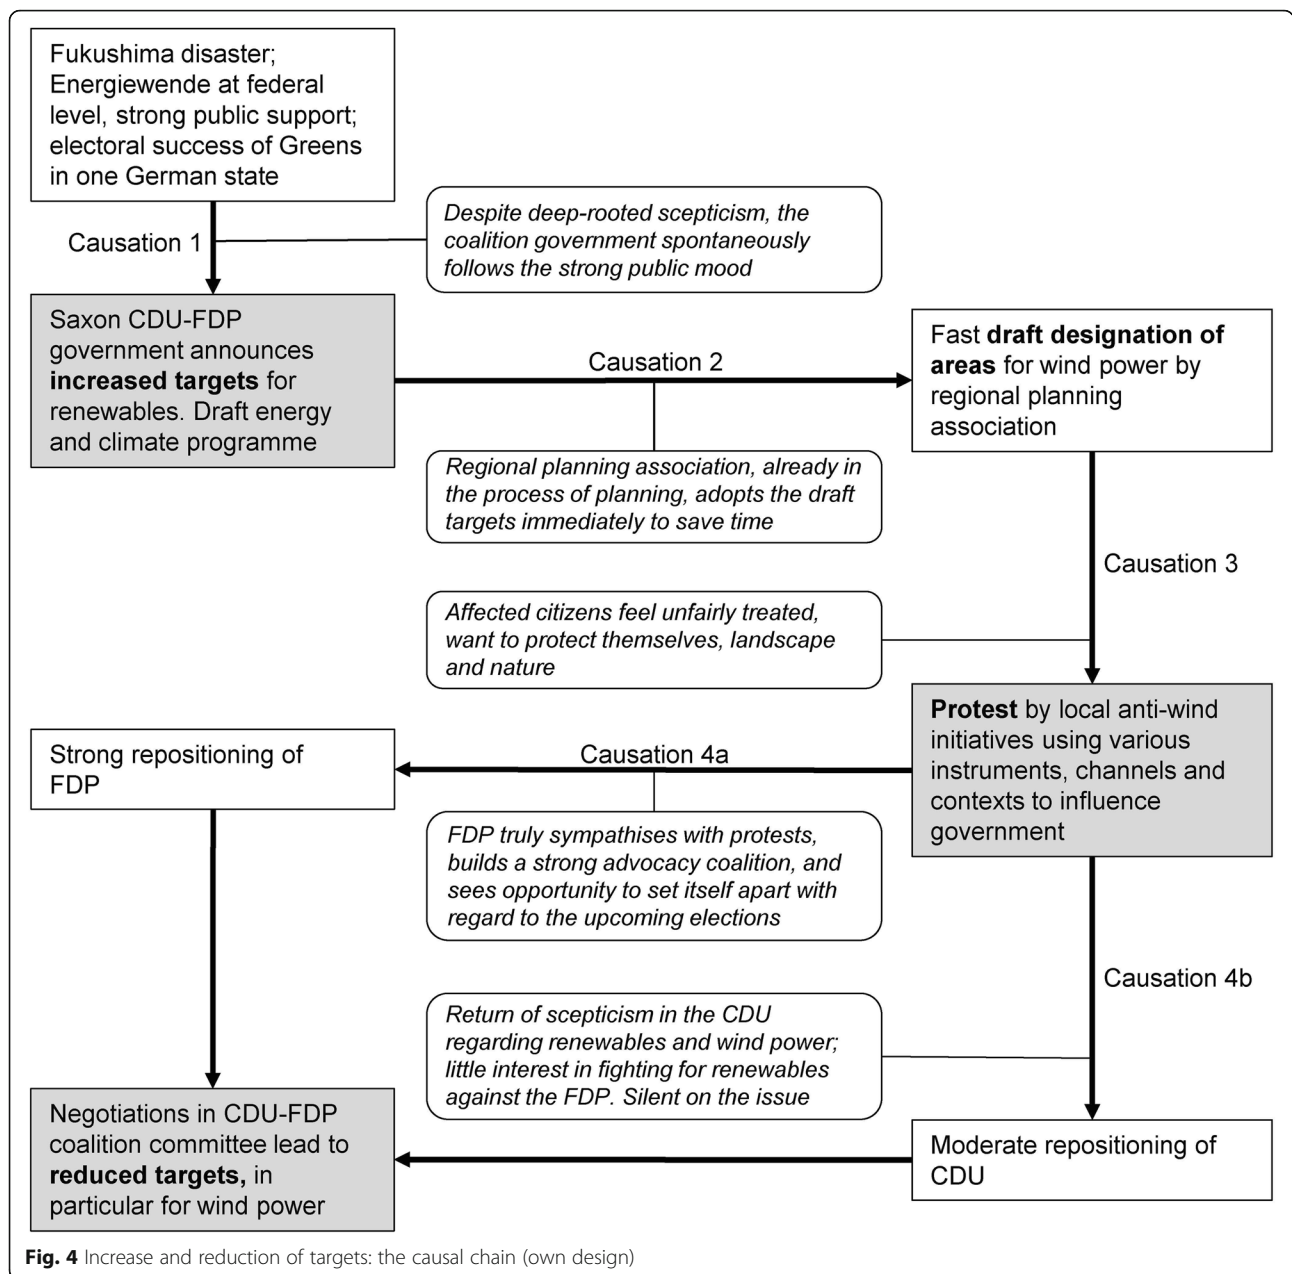 Fukushima disaster;
Energiewende at federal
level, strong public support;
electoral success of Greens
in one German state
Causation 1
Despite deep-rooted scepticism, the
coalition government spontaneously
follows the strong public mood
Saxon CDU-FDP
government announces
increased targets for
renewables. Draft energy
and climate programme
Causation 2
Fast draft designation of
areas for wind power by
regional planning
association
Regional planning association, already in
the process of planning, adopts the draft
targets immediately to save time
Causation 3
Affected citizens feel unfairly treated,
want to protect themselves, landscape
and nature
Protest by local anti-wind
initiatives using various
instruments, channels and
contexts to influence
government
Causation 4a
Strong repositioning of
FDP
FDP truly sympathises with protests,
builds a strong advocacy coalition, and
sees opportunity to set itself apart with
regard to the upcoming elections
Causation 4b
Return of scepticism in the CDU
regarding renewables and wind power;
little interest in fighting for renewables
against the FDP. Silent on the issue
Negotiations in CDU-FDP
coalition committee lead to
reduced targets, in
particular for wind power
Moderate repositioning of
CDU
Fig. 4 Increase and reduction of targets: the causal chain (own design)